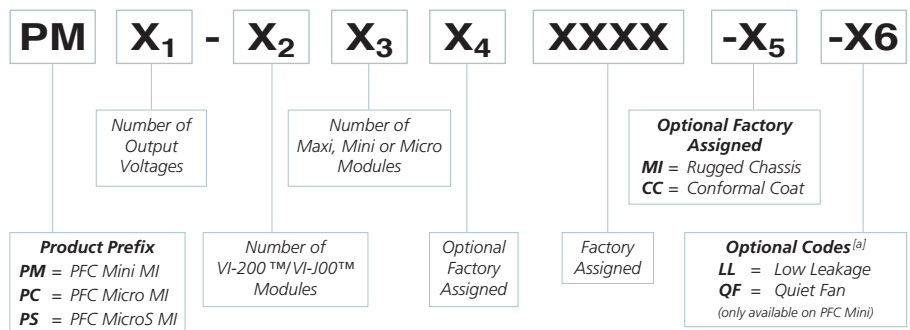 PM X₁ - X₂ X₃ X₄ XXXX -X₅ -X6
Number of
Output
Voltages
Number of
Maxi, Mini or Micro
Modules
Optional Factory
Assigned
MI = Rugged Chassis
CC = Conformal Coat
Product Prefix
PM = PFC Mini MI
PC = PFC Micro MI
PS = PFC MicroS MI
Number of
VI-200™/VI-J00™
Modules
Optional
Factory
Assigned
Factory
Assigned
Optional Codes[a]
LL = Low Leakage
QF = Quiet Fan
(only available on PFC Mini)